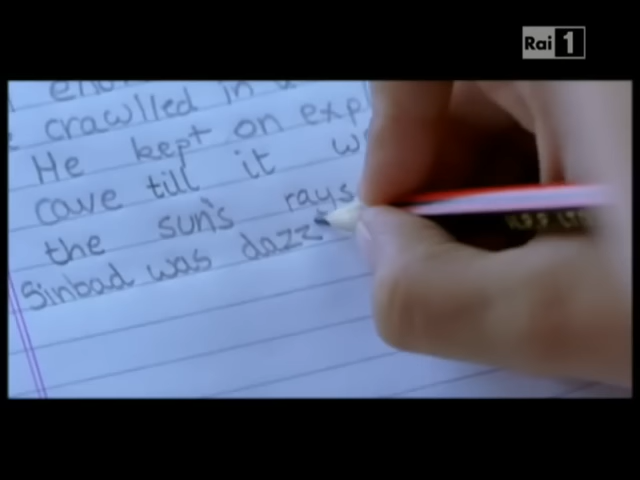 Rai 1
crawlled in
He kept on exp
cave till it w
the sun's rays
Sinbad was dazz